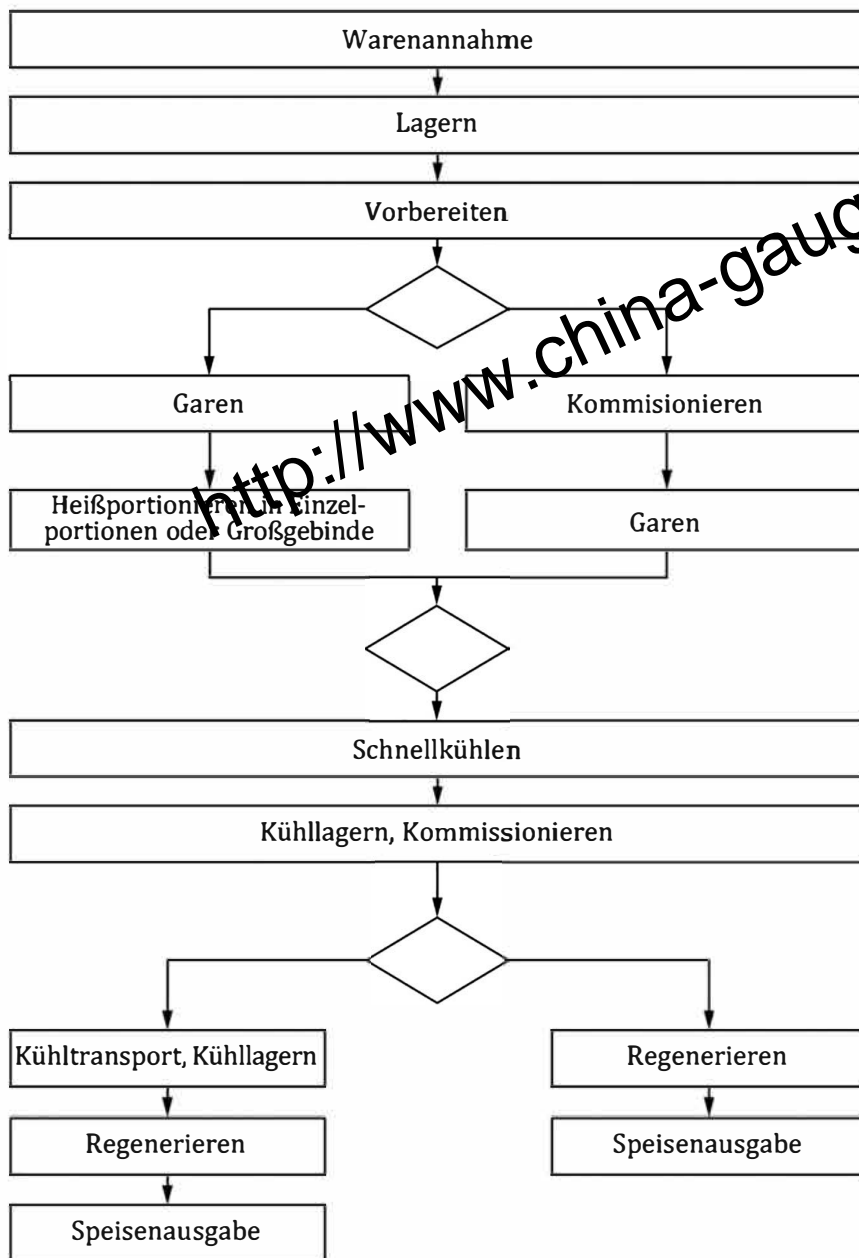 Warenannahme
Lagern
Vorbereiten
http://www.china-gaug
Garen
Kommisionieren
Heißportionieren in Einzel-
portionen oder Großgebinde
Garen
Schnellkühlen
Kühllagern, Kommissionieren
Kühltransport, Kühllagern
Regenerieren
Regenerieren
Speisenausgabe
Speisenausgabe